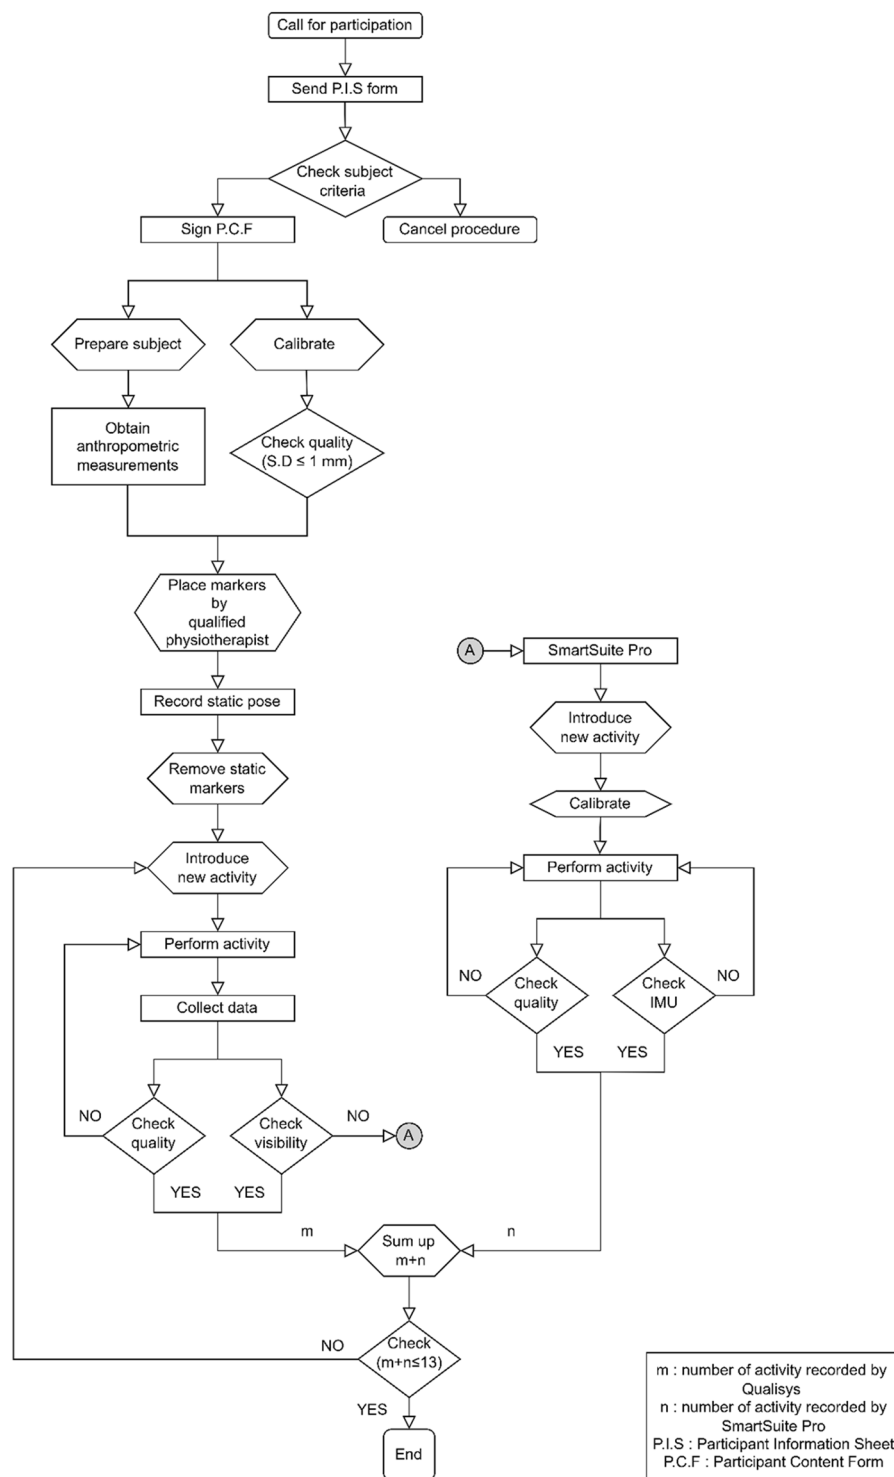 Call for participation
Send P.I.S form
Check subject
criteria
Sign P.C.F
Cancel procedure
Prepare subject
Calibrate
Obtain
anthropometric
measurements
Check quality
(S.D ≤ 1 mm)
Place markers
by
qualified
physiotherapist
Record static pose
Remove static
markers
Introduce
new activity
Perform activity
Collect data
NO
Check
quality
Check
visibility
NO
A
YES
YES
A
SmartSuite Pro
Introduce
new activity
Calibrate
Perform activity
NO
Check
quality
Check
IMU
NO
YES
YES
m
Sum up
m+n
n
NO
Check
(m+n≤13)
YES
End
m : number of activity recorded by
Qualisys
n : number of activity recorded by
SmartSuite Pro
P.I.S : Participant Information Sheet
P.C.F : Participant Content Form